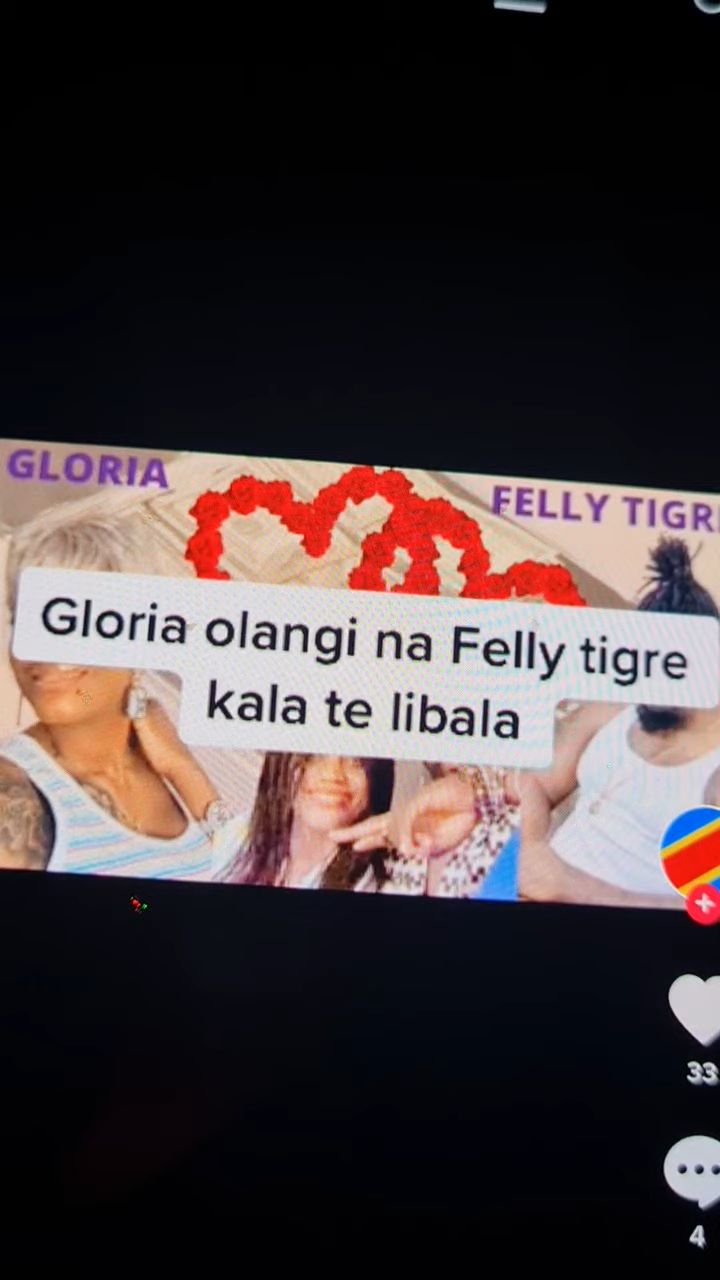 GLORIA
FELLY TIGR
Gloria olangi na Felly tigre
kala te libala
33
4